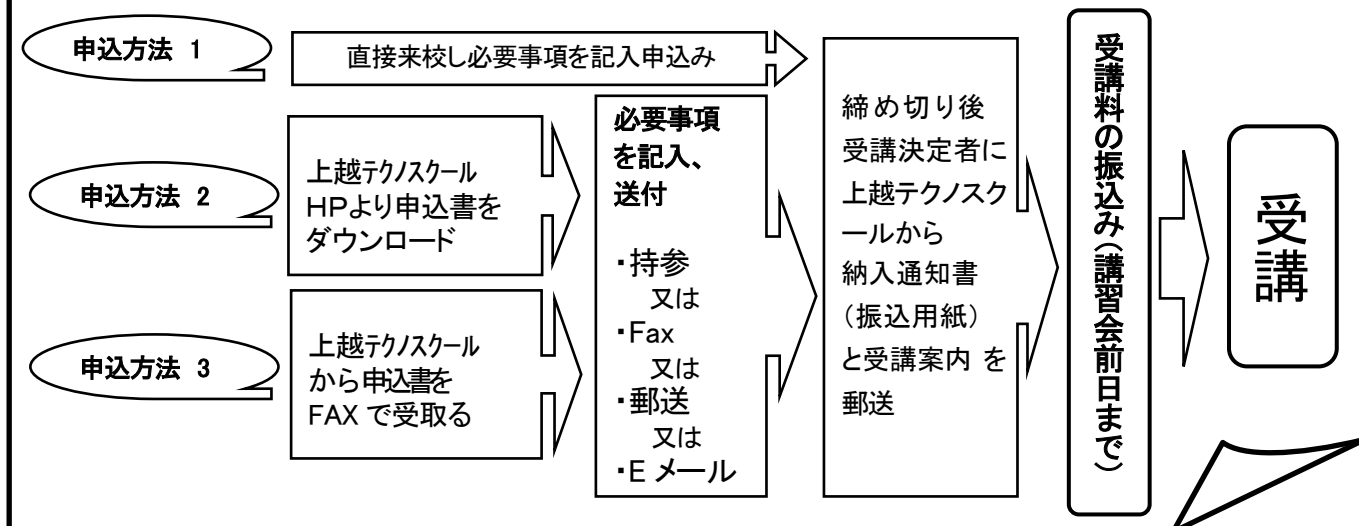 申込方法 1
直接来校し必要事項を記入申込み
申込方法 2
上越テクノスクール
HPより申込書を
ダウンロード
申込方法 3
上越テクノスクール
から申込書を
FAX で受取る
必要事項
を記入、
送付
・持参
又は
・Fax
又は
・郵送
又は
・E メール
締め切り後
受講決定者に
上越テクノスク
ールから
納入通知書
（振込用紙）
と受講案内 を
郵送
受講料の振込み（講習会前日まで）
受講